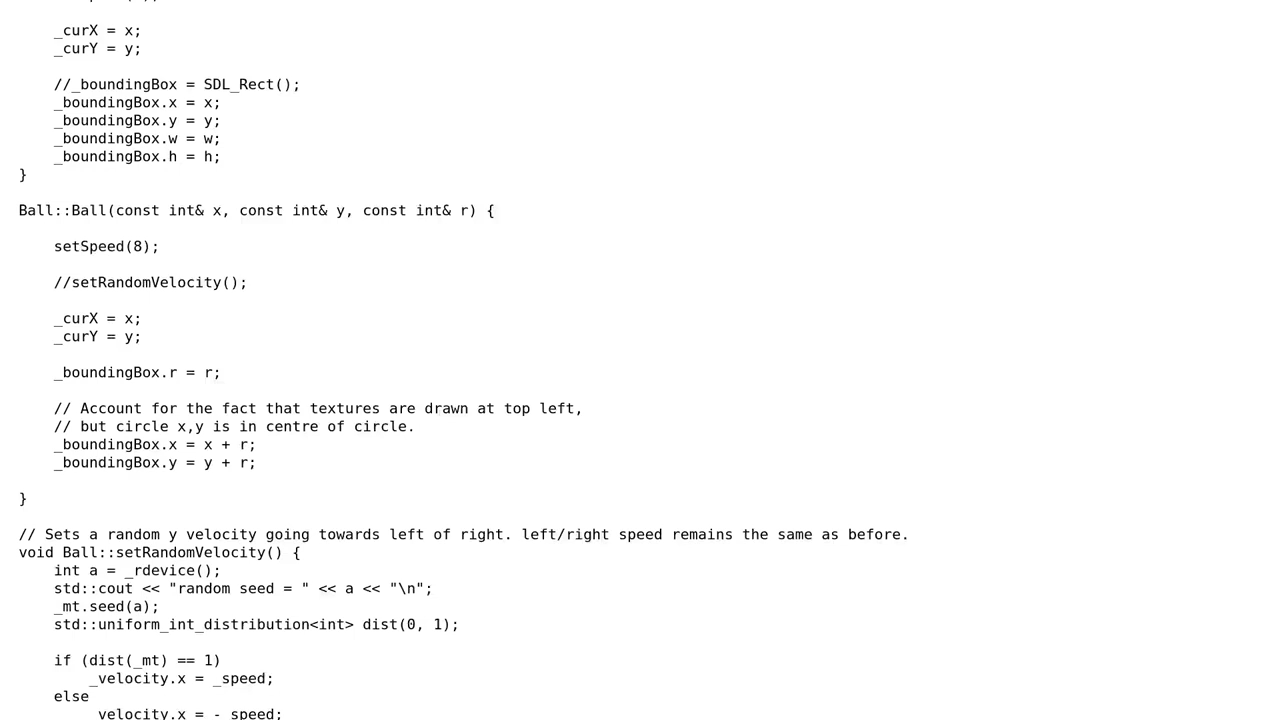 _curX = x;
_curY = y;
//_boundingBox = SDL_Rect();
_boundingBox.x = x;
_boundingBox.y = y;
_boundingBox.w = w;
_boundingBox.h = h;
}
Ball::Ball(const int& x, const int& y, const int& r) {
setSpeed(8);
//setRandomVelocity();
_curX = x;
_curY = y;
_boundingBox.r = r;
// Account for the fact that textures are drawn at top left,
// but circle x,y is in centre of circle.
_boundingBox.x = x + r;
_boundingBox.y = y + r;
}
// Sets a random y velocity going towards left of right. left/right speed remains the same as before.
void Ball::setRandomVelocity() {
int a = _rdevice();
std::cout << "random seed = " << a << "\n";
_mt.seed(a);
std::uniform_int_distribution<int> dist(0, 1);
if (dist(_mt) == 1)
_velocity.x = _speed;
else
velocity.x = - speed;